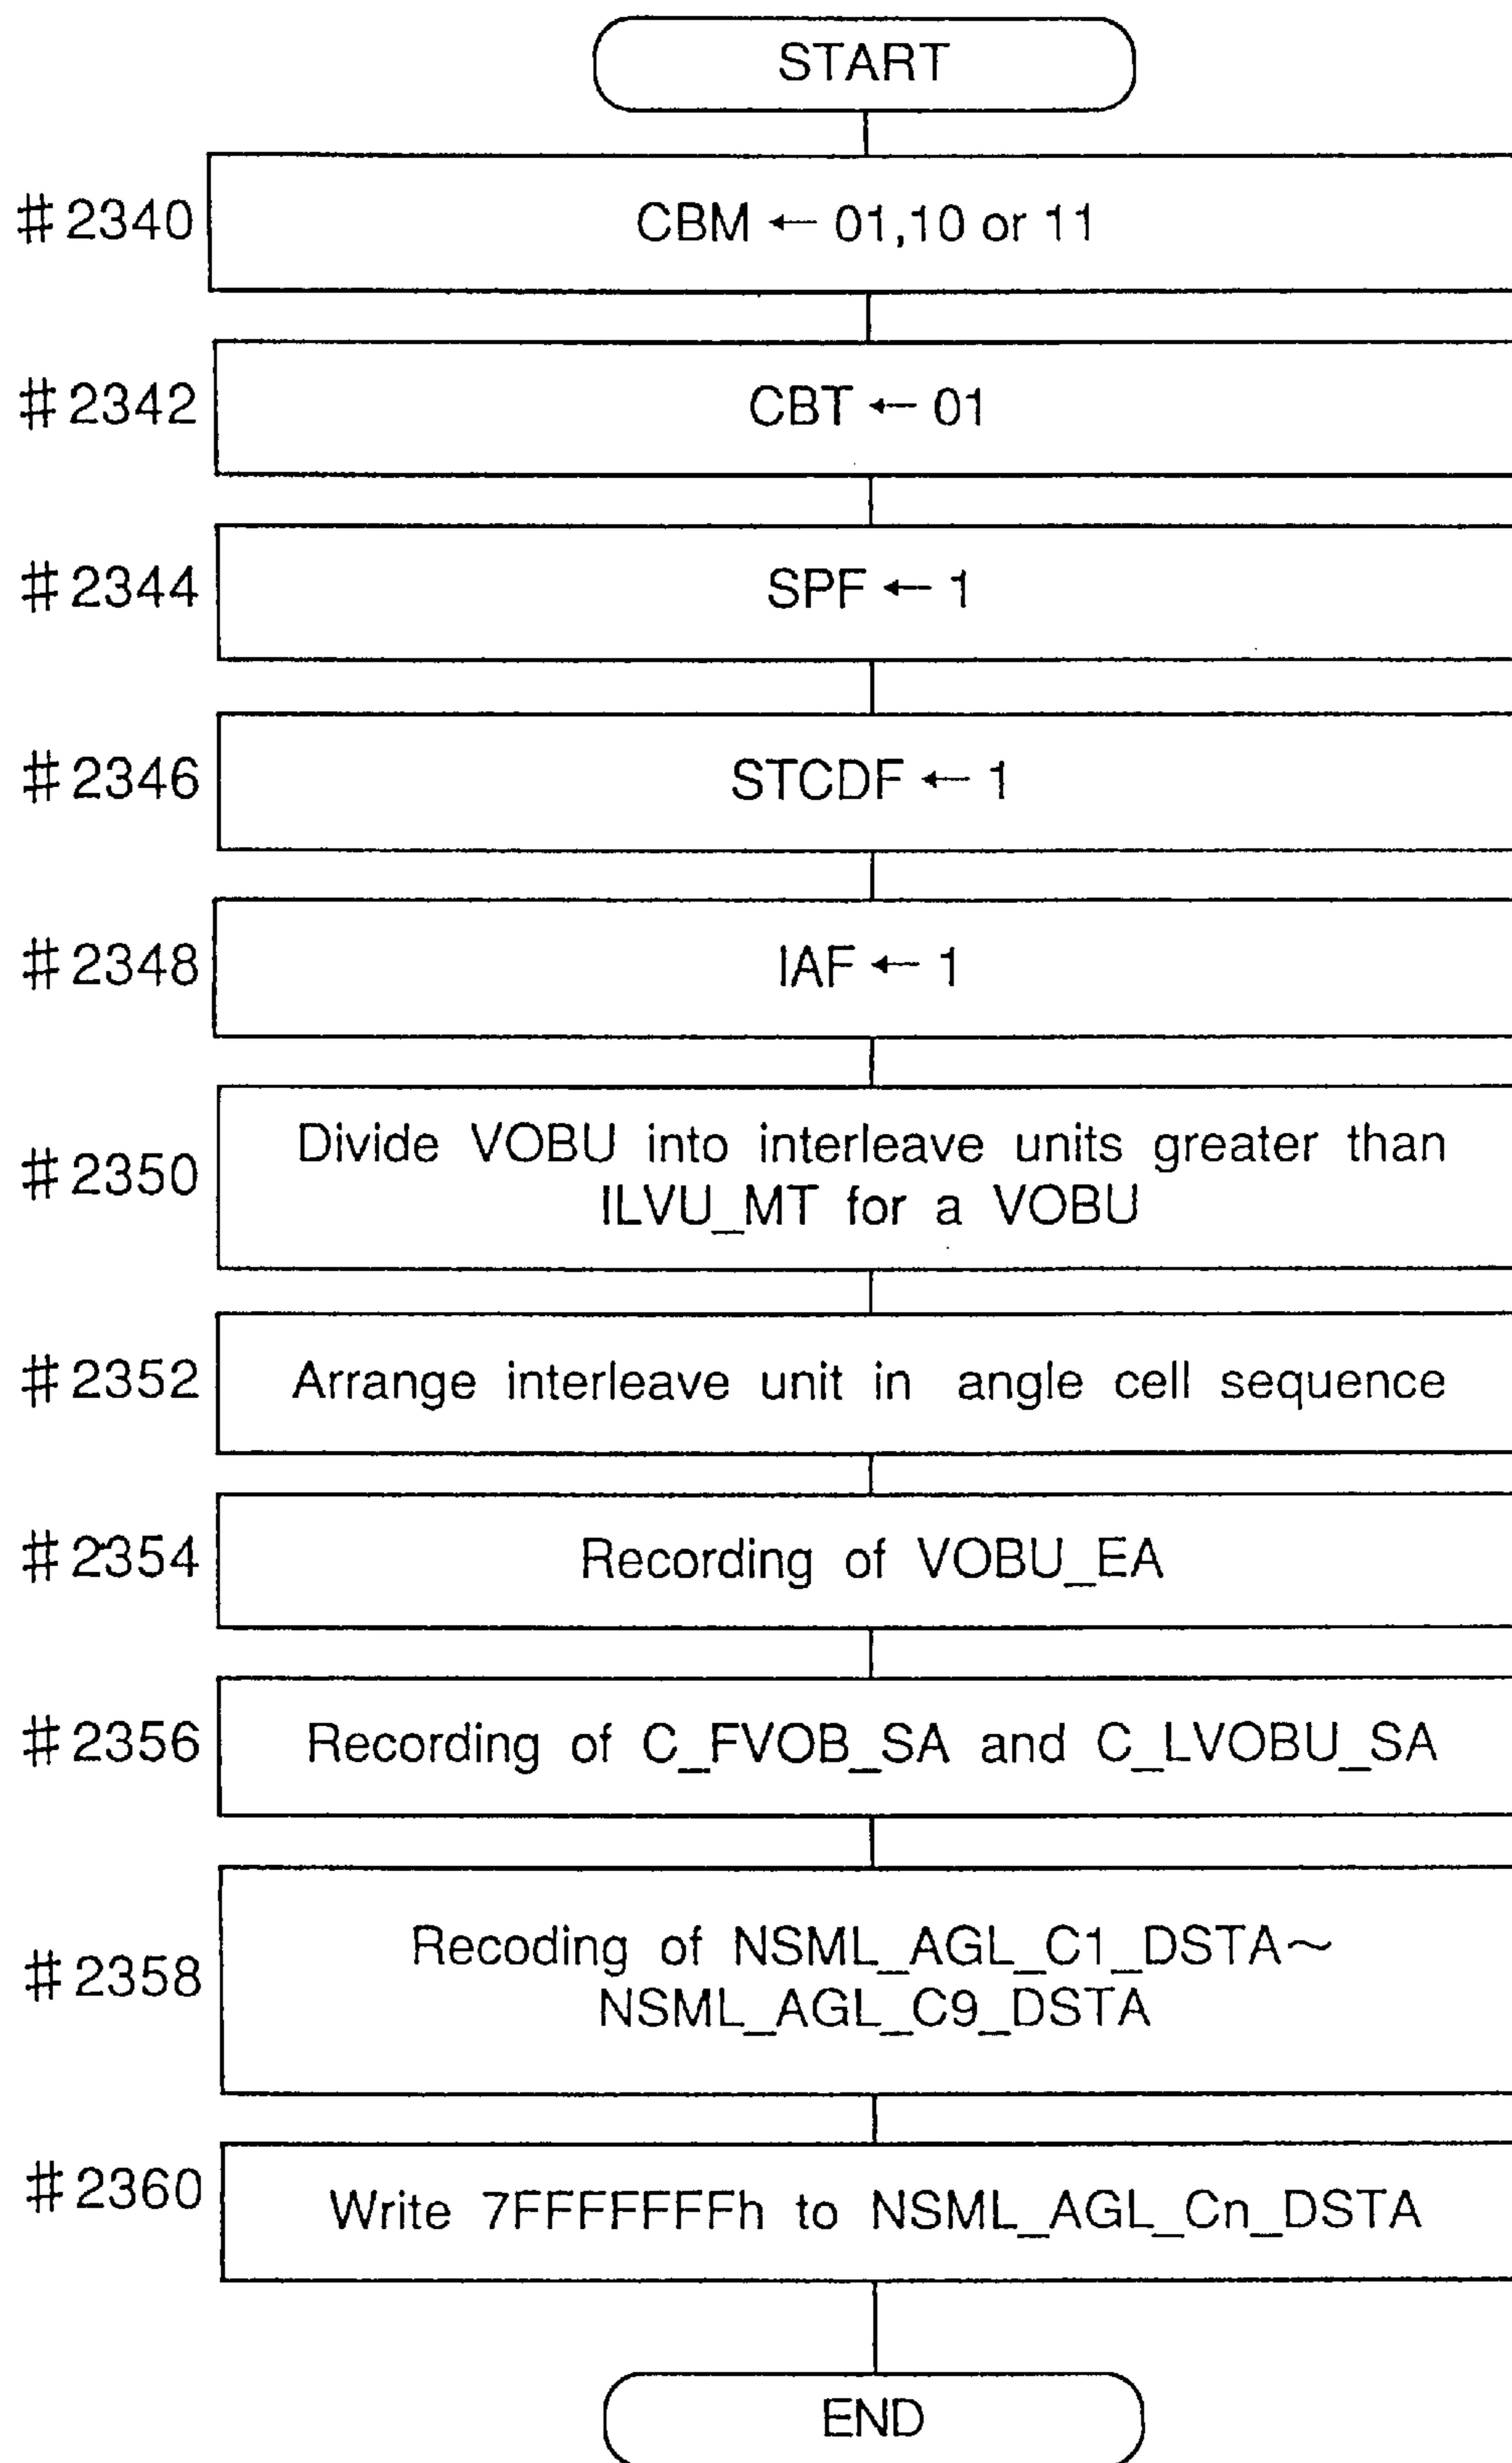 START
#2340
CBM ← 01,10 or 11
#2342
CBT ← 01
#2344
SPF ← 1
#2346
STCDF ← 1
#2348
IAF ← 1
#2350
Divide VOBU into interleave units greater than
ILVU_MT for a VOBU
#2352
Arrange interleave unit in angle cell sequence
#2354
Recording of VOBU_EA
#2356
Recording of C_FVOB_SA and C_LVOBU_SA
#2358
Recoding of NSML_AGL_C1_DSTA~
NSML_AGL_C9_DSTA
#2360
Write 7FFFFFFFh to NSML_AGL_Cn_DSTA
END